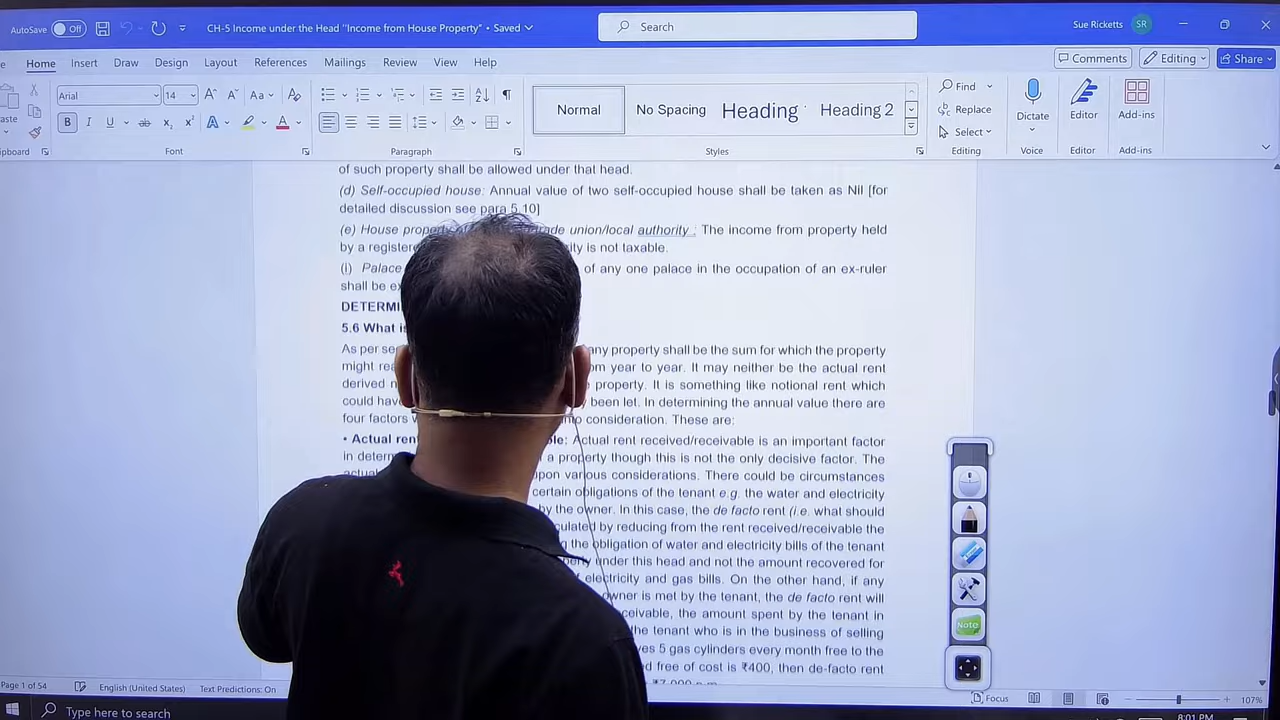 AutoSave Off CH-5-Income under the Head "Income from House Property" • Saved Search Sue Ricketts SR
Home Insert Draw Design Layout References Mailings Review View Help Comments Editing Share
Arial 14 A A Aa A Normal No Spacing Heading Heading 2 Find Dictate Editor Add-ins
B I U ab x₂ x² A A Replace
Select
Font Paragraph Styles Editing Voice Editor Add-ins
of such property shall be allowed under that head.
(d) Self-occupied house: Annual value of two self-occupied house shall be taken as Nil [for
detailed discussion see para 5.10]
(e) House property union/local authority : The income from property held
by a is not taxable.
(i) Palace of any one palace in the occupation of an ex-ruler
shall be
5.6 What
As per any property shall be the sum for which the property
might from year to year. It may neither be the actual rent
derived property. It is something like notional rent which
could been let. In determining the annual value there are
four factors consideration. These are:
• Actual Actual rent received/receivable is an important factor
in a property though this is not the only decisive factor. The
upon various considerations. There could be circumstances
certain obligations of the tenant e.g. the water and electricity
by the owner. In this case, the de facto rent (i.e. what should
by reducing from the rent received/receivable the
the obligation of water and electricity bills of the tenant
under this head and not the amount recovered for
electricity and gas bills. On the other hand, if any
owner is met by the tenant, the de facto rent will
the amount spent by the tenant in
the tenant who is in the business of selling
5 gas cylinders every month free to the
free of cost is ₹400, then de-facto rent
₹7,000 p.m.
Note
Page 1 of 54 English (United States) Text Predictions: On Focus 107%
Type here to search 8:01 PM